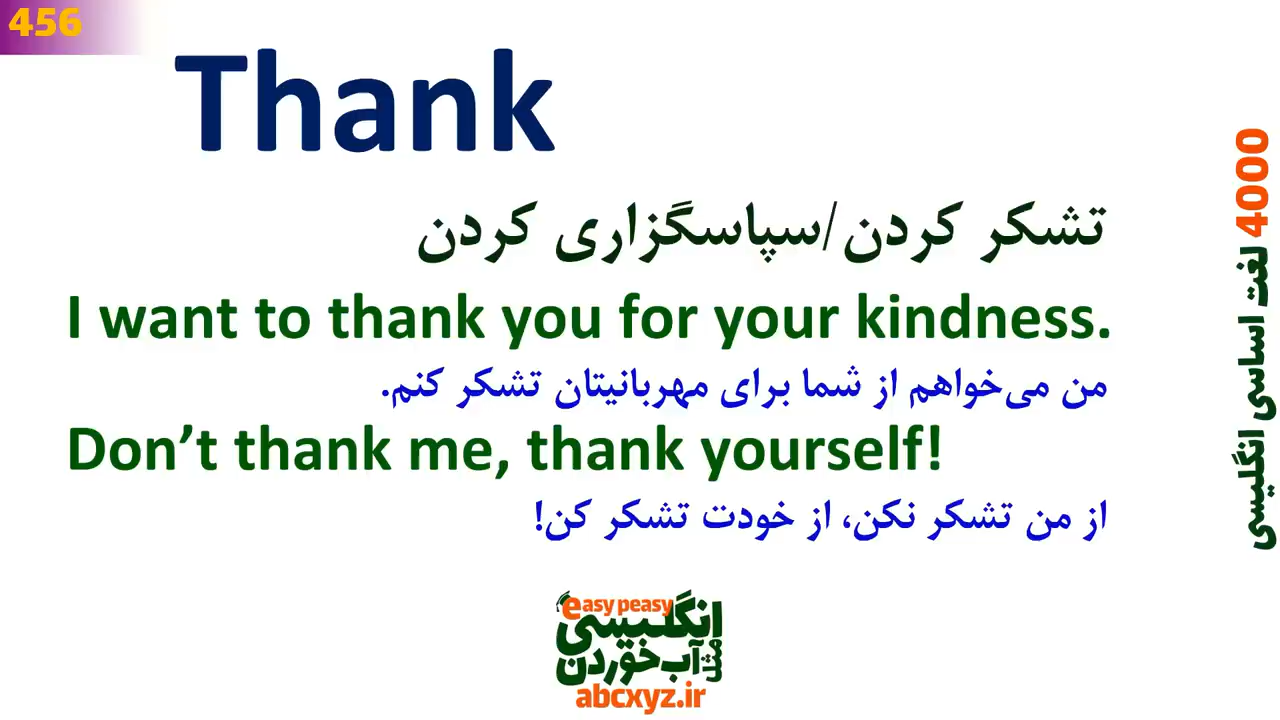 456
Thank
تشکر کردن/سپاسگزاری کردن
I want to thank you for your kindness.
من می‌خواهم از شما برای مهربانیتان تشکر کنم.
Don’t thank me, thank yourself!
از من تشکر نکن، از خودت تشکر کن!
4000 لغت اساسی انگلیسی
easy peasy
انگلیسی
مثل آب خوردن
abcxyz.ir